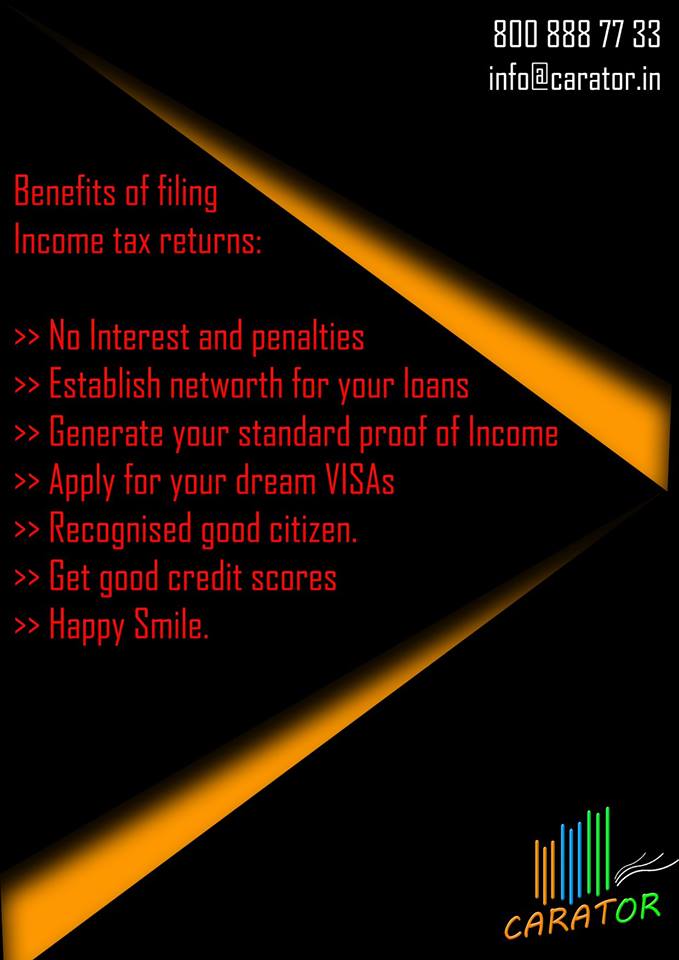 800 888 77 33
info@carator.in
Benefits of filing
Income tax returns:
>> No Interest and penalties
>> Establish networth for your loans
>> Generate your standard proof of Income
>> Apply for your dream VISAs
>> Recognised good citizen.
>> Get good credit scores
>> Happy Smile.
CARATOR